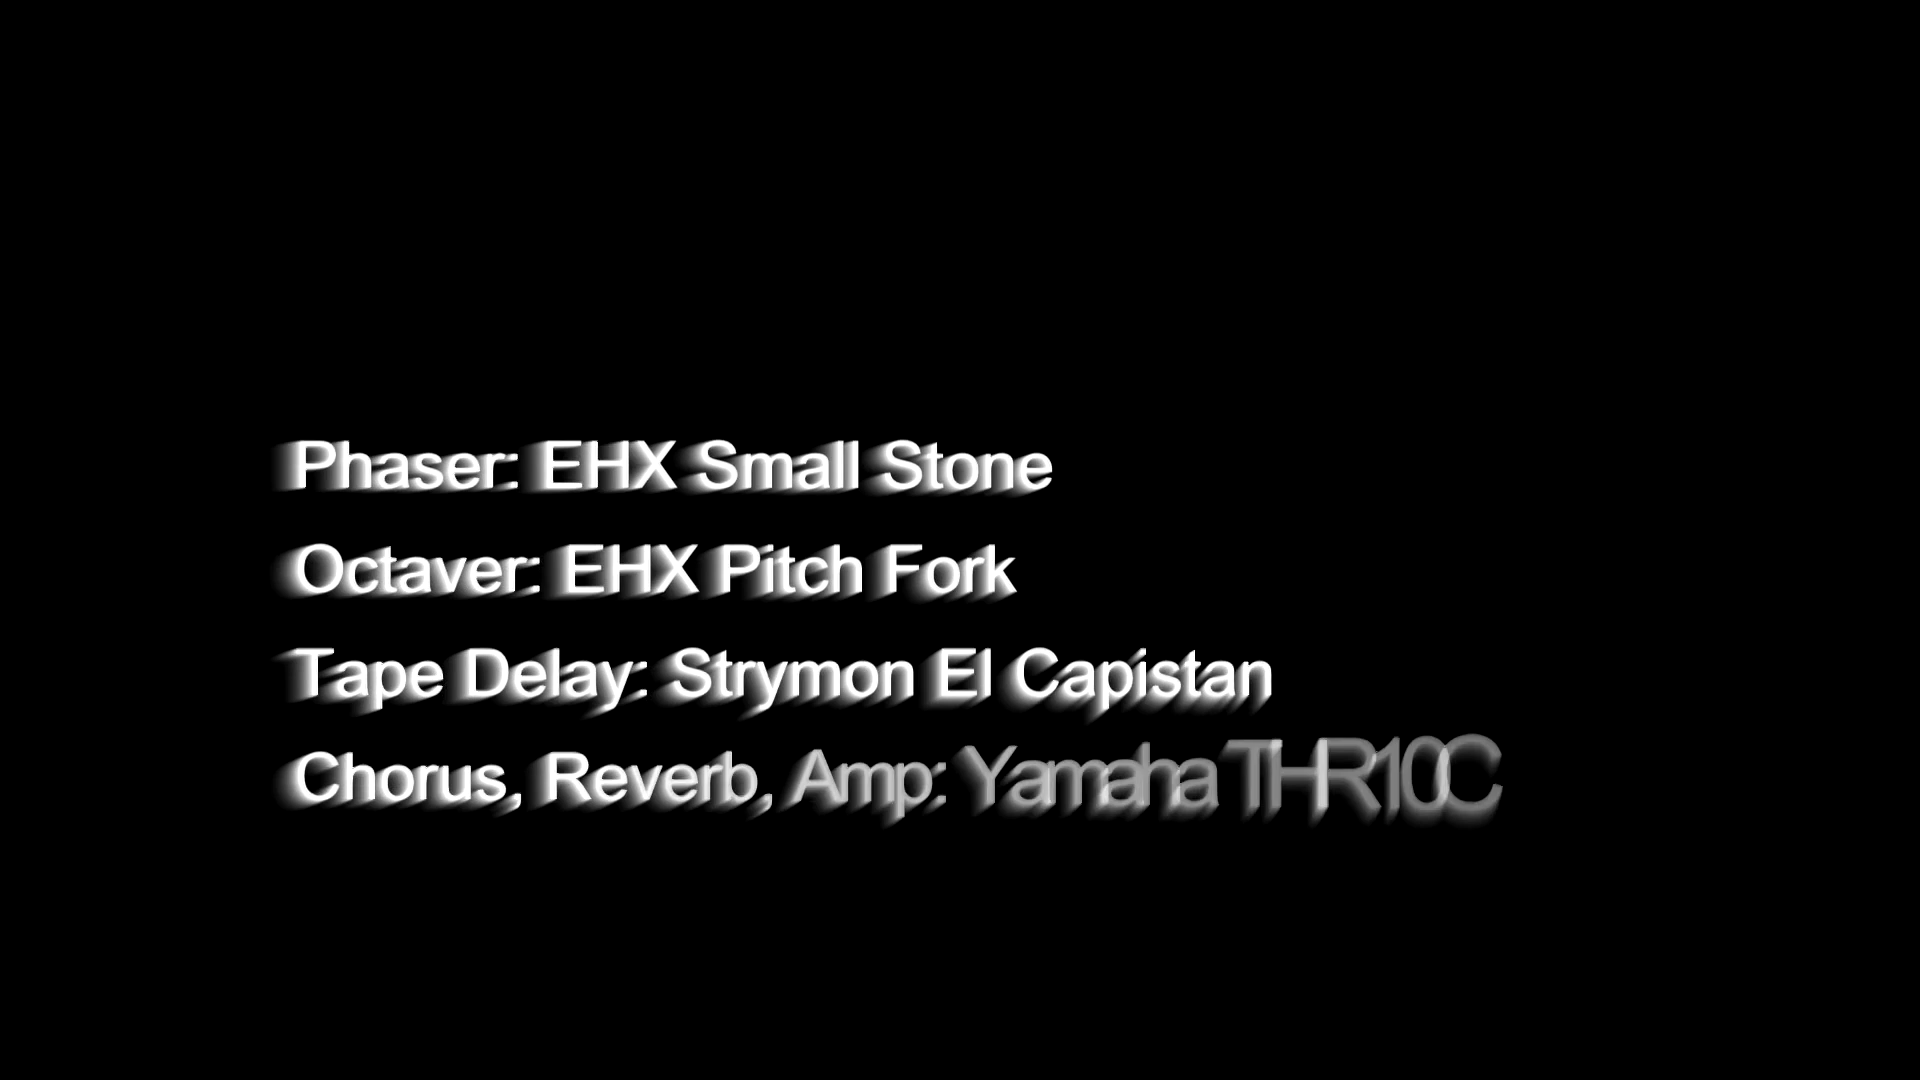 Phaser: EHX Small Stone
Octaver: EHX Pitch Fork
Tape Delay: Strymon El Capistan
Chorus, Reverb, Amp: Yamaha THR10C